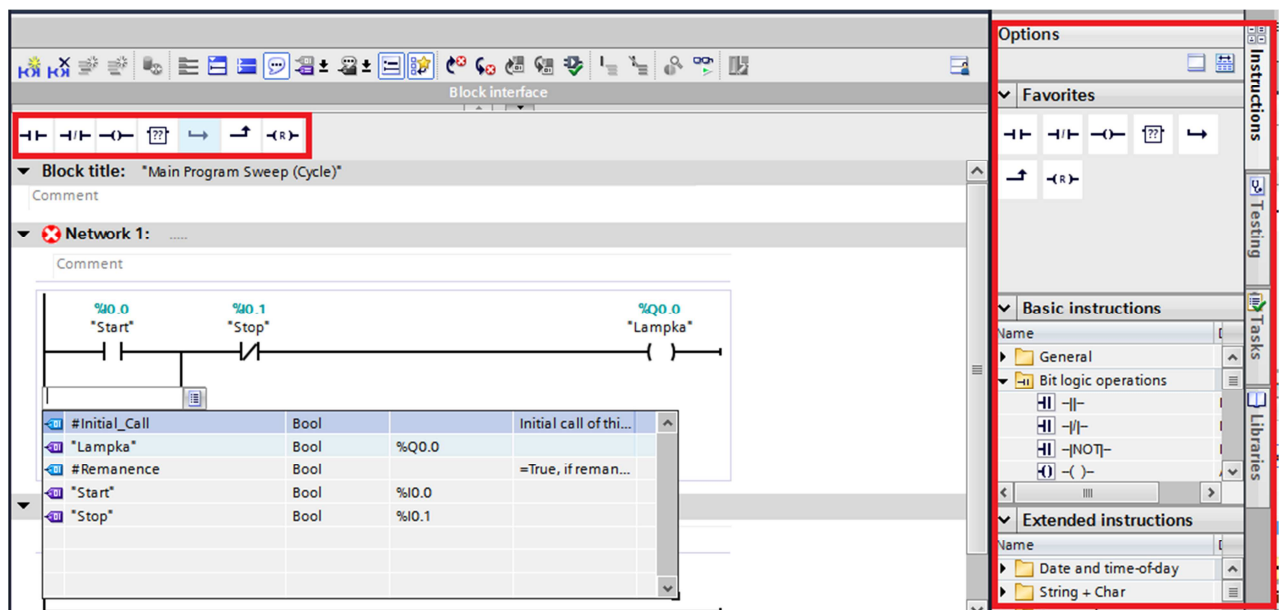 Options
Instructions
Block interface
Favorites
??
(R)
??
(R)
Block title: "Main Program Sweep (Cycle)"
Comment
Testing
Network 1: .....
Comment
Basic instructions
%I0.0
%I0.1
%Q0.0
"Start"
"Stop"
"Lampka"
Name
Tasks
General
Bit logic operations
-||-
-|/|-
-|NOT|-
-( )-
Libraries
#Initial_Call Bool Initial call of thi...
"Lampka" Bool %Q0.0
#Remanence Bool =True, if reman...
"Start" Bool %I0.0
"Stop" Bool %I0.1
Extended instructions
Name
Date and time-of-day
String + Char